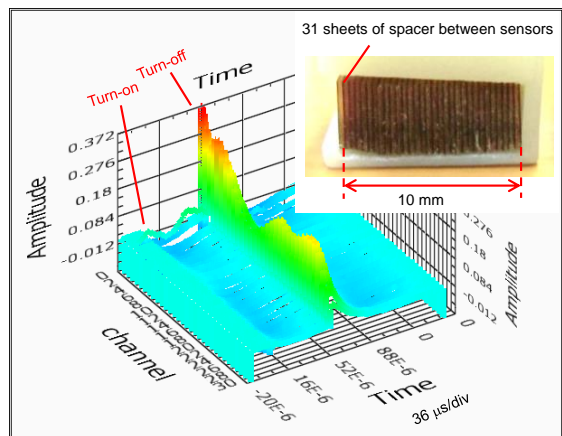 31 sheets of spacer between sensors
Turn-off
Time
Turn-on
0.372
0.276
0.18
0.084
-0.012
Amplitude
10 mm
0.276
0.18
0.084
-0.012
Amplitude
channel
-20E-6
16E-6
52E-6
88E-6
0
0
Time
36 µs/div